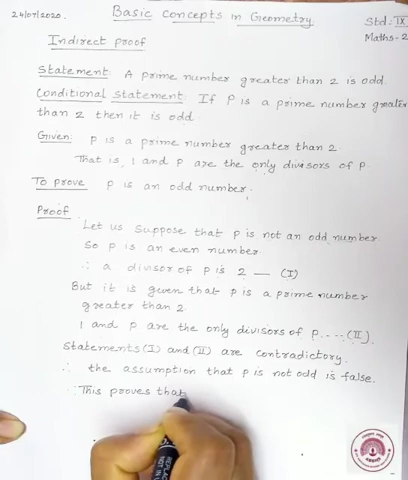 24/07/2020.
Basic Concepts in Geometry.
Std: IX
Maths-2
Indirect proof
Statement: A prime number greater than 2 is odd.
Conditional statement: If P is a prime number greater
than 2 then it is odd.
Given: P is a prime number greater than 2.
That is, 1 and p are the only divisors of p.
To prove P is an odd number.
Proof
Let us suppose that p is not an odd number
So p is an even number.
∴ a divisor of p is 2 — (I)
But it is given that p is a prime number
greater than 2.
1 and p are the only divisors of p.... (II).
Statements (I) and (II) are contradictory.
∴ the assumption that p is not odd is false.
∴ This proves that